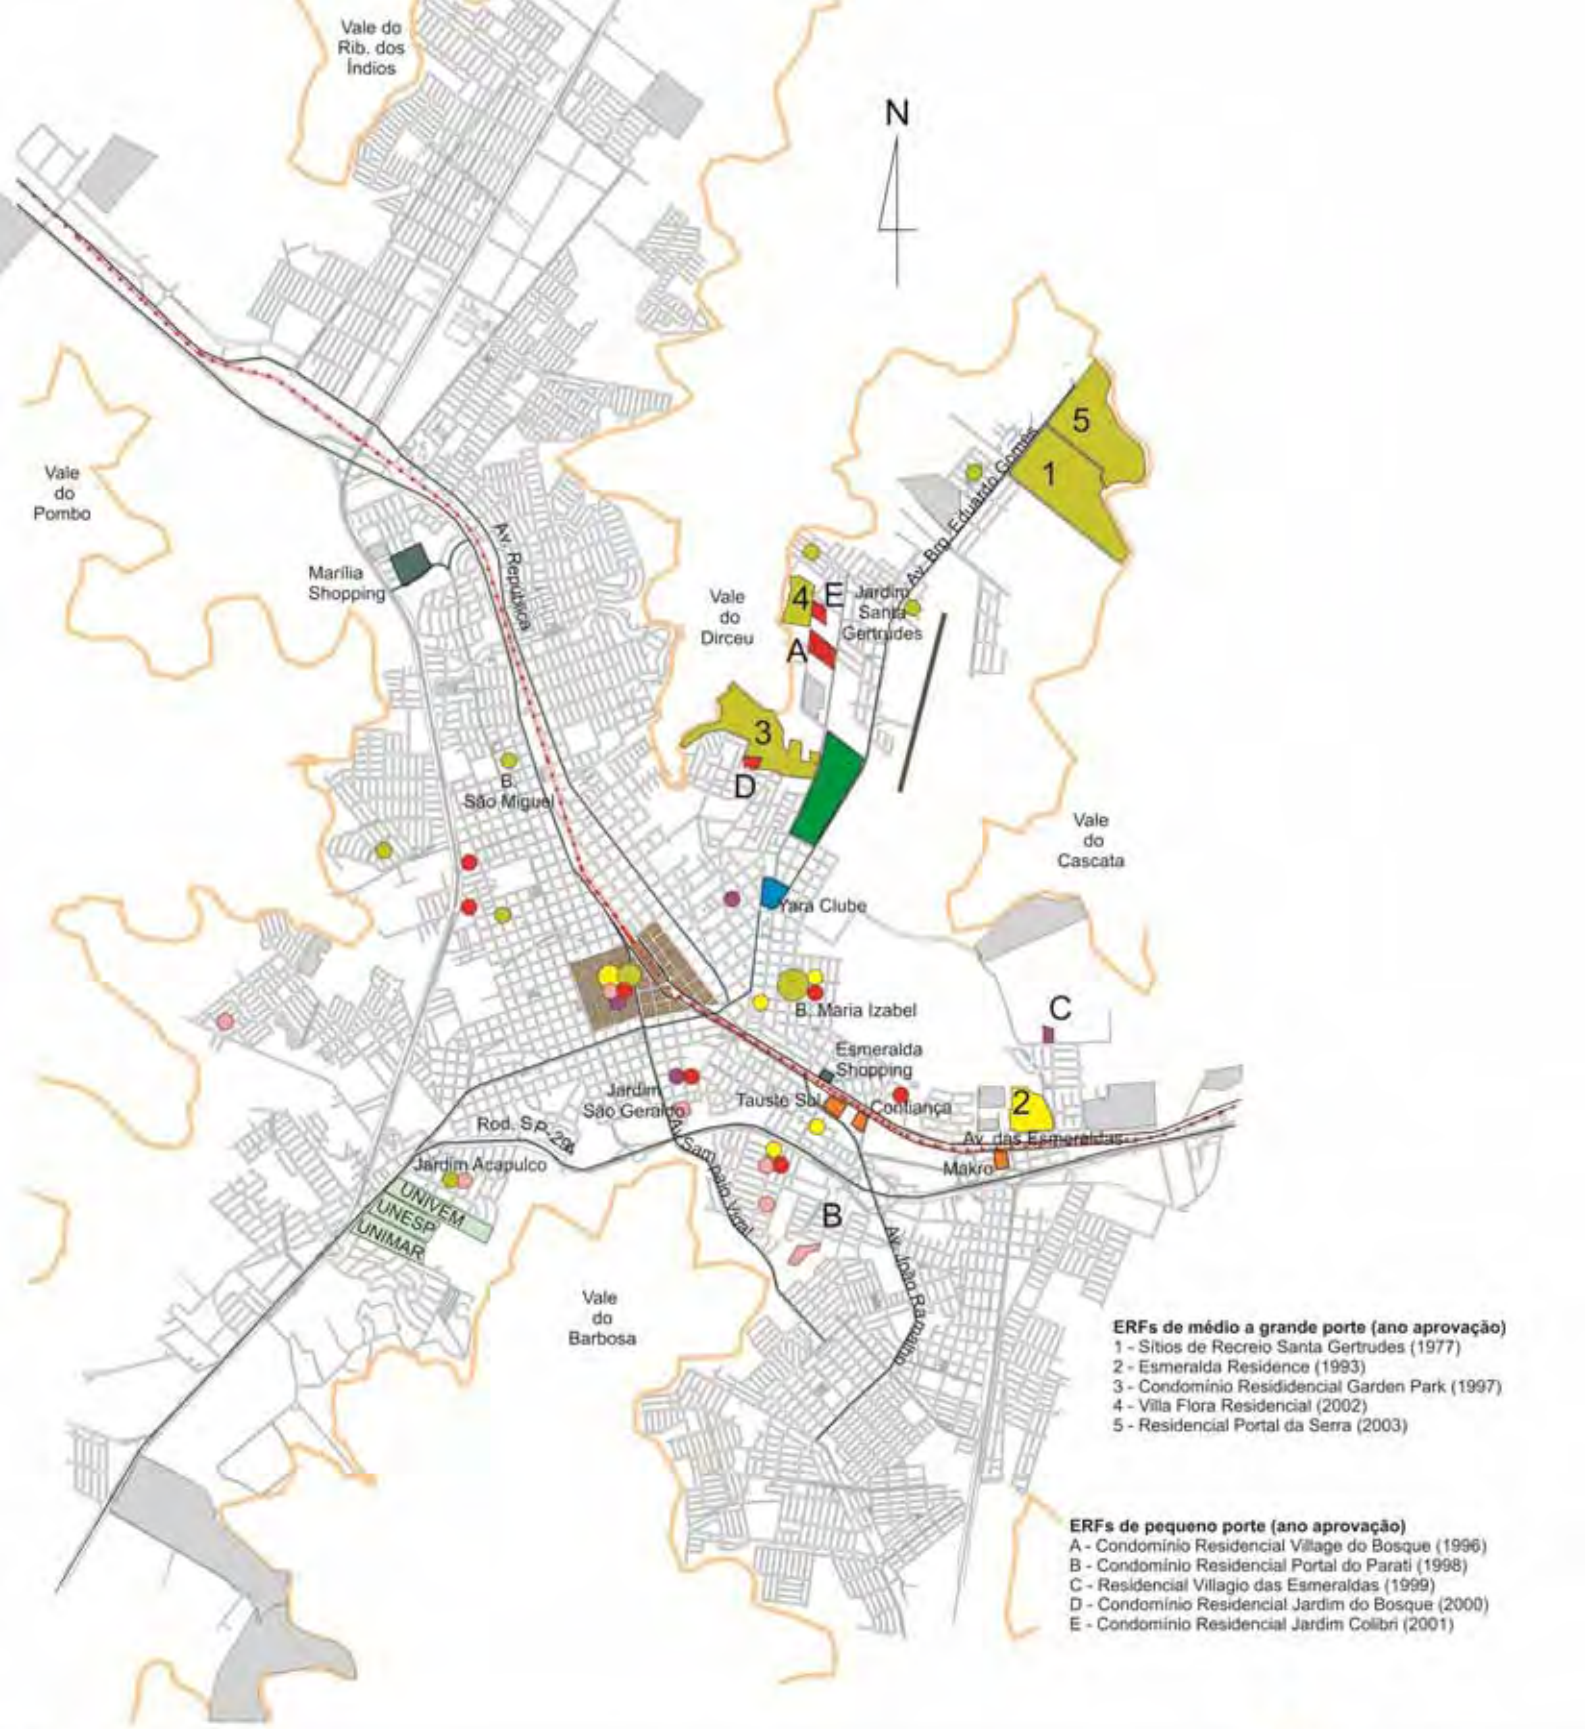 Vale do
Rib. dos
Índios
N
5
1
Vale
do
Pombo
Av. Brg. Eduardo Gomes
Av. República
Marília
Shopping
4
E
Jardim
Santa
Gertrudes
Vale
do
Dirceu
A
3
D
B.
São Miguel
Vale
do
Cascata
Yara Clube
B. Maria Izabel
C
Esmeralda
Shopping
Jardim
São Geraldo
Tauste Sul
Confiança
2
Rod. SP-294
Av. das Esmeraldas
Av. Sampaio Vidal
Jardim Acapulco
Makro
UNIVEM
UNESP
UNIMAR
B
Av. João Ramalho
Vale
do
Barbosa
ERFs de médio a grande porte (ano aprovação)
1 - Sítios de Recreio Santa Gertrudes (1977)
2 - Esmeralda Residence (1993)
3 - Condomínio Resididencial Garden Park (1997)
4 - Villa Flora Residencial (2002)
5 - Residencial Portal da Serra (2003)
ERFs de pequeno porte (ano aprovação)
A - Condomínio Residencial Village do Bosque (1996)
B - Condomínio Residencial Portal do Parati (1998)
C - Residencial Villagio das Esmeraldas (1999)
D - Condomínio Residencial Jardim do Bosque (2000)
E - Condomínio Residencial Jardim Colibri (2001)